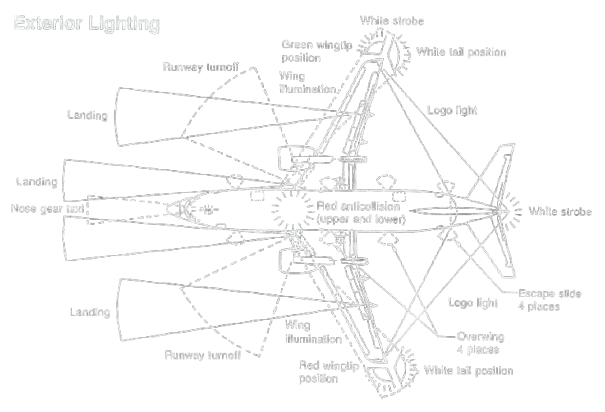 Exterior Lighting
White strobe
Green wingtip
position
White tail position
Runway turnoff
Wing
illumination
Landing
Logo light
Landing
Nose gear taxi
Red anticollision
(upper and lower)
White strobe
Landing
Wing
illumination
Logo light
Escape slide
4 places
Overwing
4 places
Runway turnoff
Red wingtip
position
White tail position